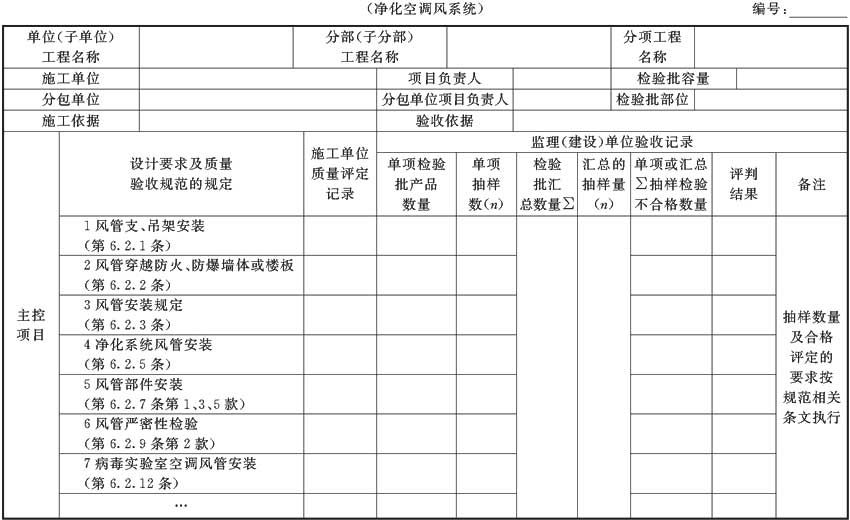 （净化空调风系统）
编号：
单位（子单位）
工程名称
分部（子分部）
工程名称
分项工程
名称
施工单位
项目负责人
检验批容量
分包单位
分包单位项目负责人
检验批部位
施工依据
验收依据
主控
项目
设计要求及质量
验收规范的规定
施工单位
质量评定
记录
监理（建设）单位验收记录
单项检验
批产品
数量
单项
抽样
数(n)
检验
批汇
总数量Σ
汇总的
抽样量
(n)
单项或汇总
Σ抽样检验
不合格数量
评判
结果
备注
1 风管支、吊架安装
（第 6.2.1 条）
2 风管穿越防火、防爆墙体或楼板
（第 6.2.2 条）
3 风管安装规定
（第 6.2.3 条）
4 净化系统风管安装
（第 6.2.5 条）
5 风管部件安装
（第 6.2.7 条第 1、3、5 款）
6 风管严密性检验
（第 6.2.9 条第 2 款）
7 病毒实验室空调风管安装
（第 6.2.12 条）
…
抽样数量
及合格
评定的
要求按
规范相关
条文执行